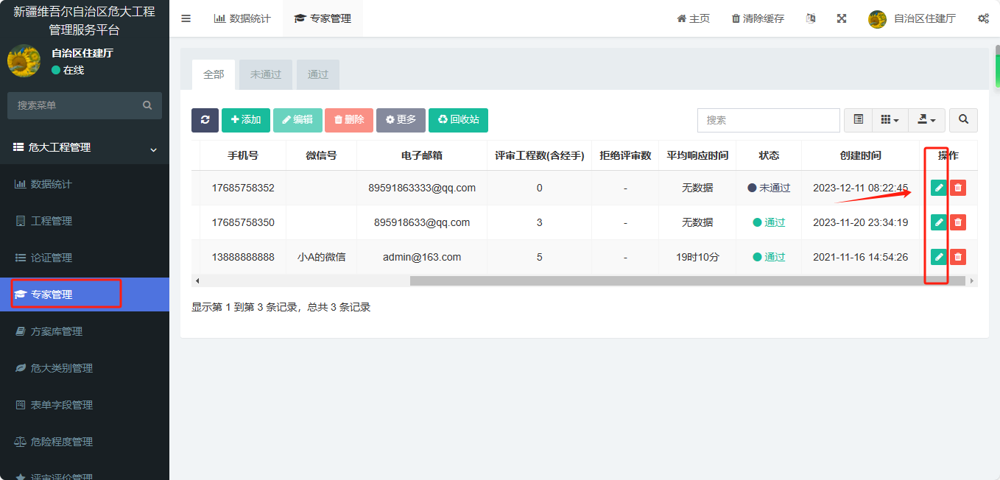 新疆维吾尔自治区危大工程
管理服务平台
自治区住建厅
在线
搜索菜单
危大工程管理
数据统计
工程管理
论证管理
专家管理
方案库管理
危大类别管理
表单字段管理
危险程度管理
评审评价管理
数据统计 专家管理 主页 清除缓存 自治区住建厅
全部 未通过 通过
添加 编辑 删除 更多 回收站 搜索
手机号 微信号 电子邮箱 评审工程数(含经手) 拒绝评审数 平均响应时间 状态 创建时间 操作
17685758352 89591863333@qq.com 0 - 无数据 未通过 2023-12-11 08:22:45
17685758350 895918633@qq.com 3 - 无数据 通过 2023-11-20 23:34:19
13888888888 小A的微信 admin@163.com 5 - 19时10分 通过 2021-11-16 14:54:26
显示第 1 到第 3 条记录，总共 3 条记录